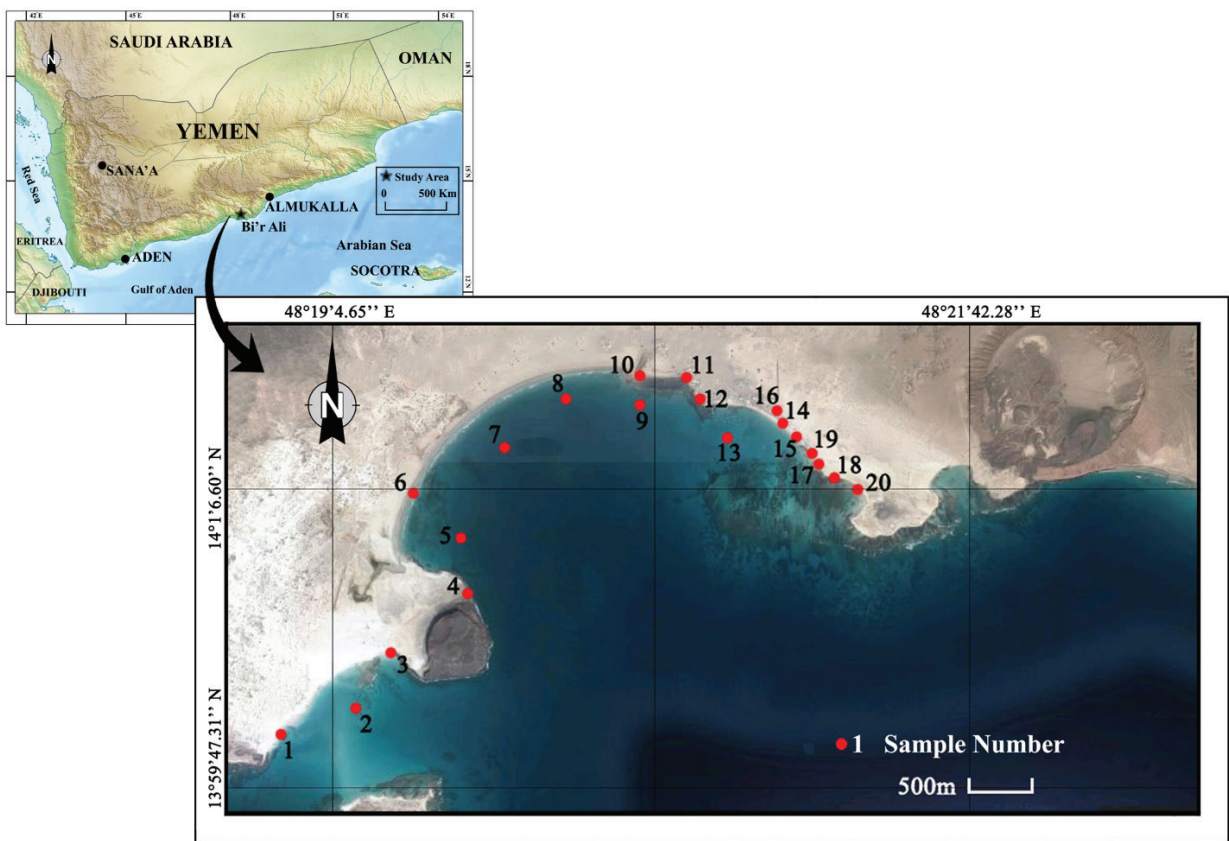 42°E 45°E 48°E 51°E 54°E
SAUDI ARABIA
OMAN
N
YEMEN
SANA'A
Red Sea
Study Area
0 500 Km
ALMUKALLA
Bi'r Ali
ERITREA
ADEN
Arabian Sea
SOCOTRA
DJIBOUTI
Gulf of Aden
48°19'4.65'' E
48°21'42.28'' E
N
10
11
8
12
16
14
9
7
13
15
19
17
18
20
6
14°1'6.60'' N
5
4
3
2
1
13°59'47.31'' N
1 Sample Number
500m